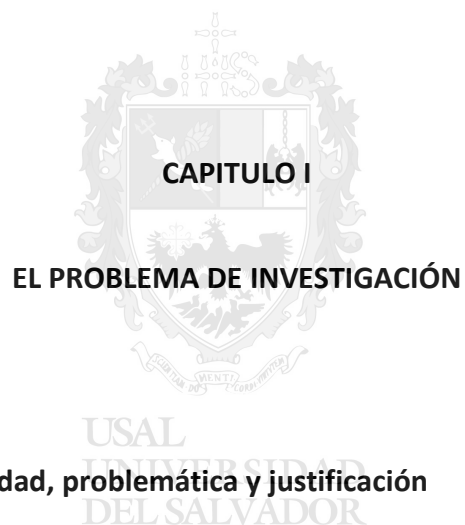 CAPITULO I
EL PROBLEMA DE INVESTIGACIÓN
USAL
dad, problemática y justificación
UNIVERSIDAD
DEL SALVADOR